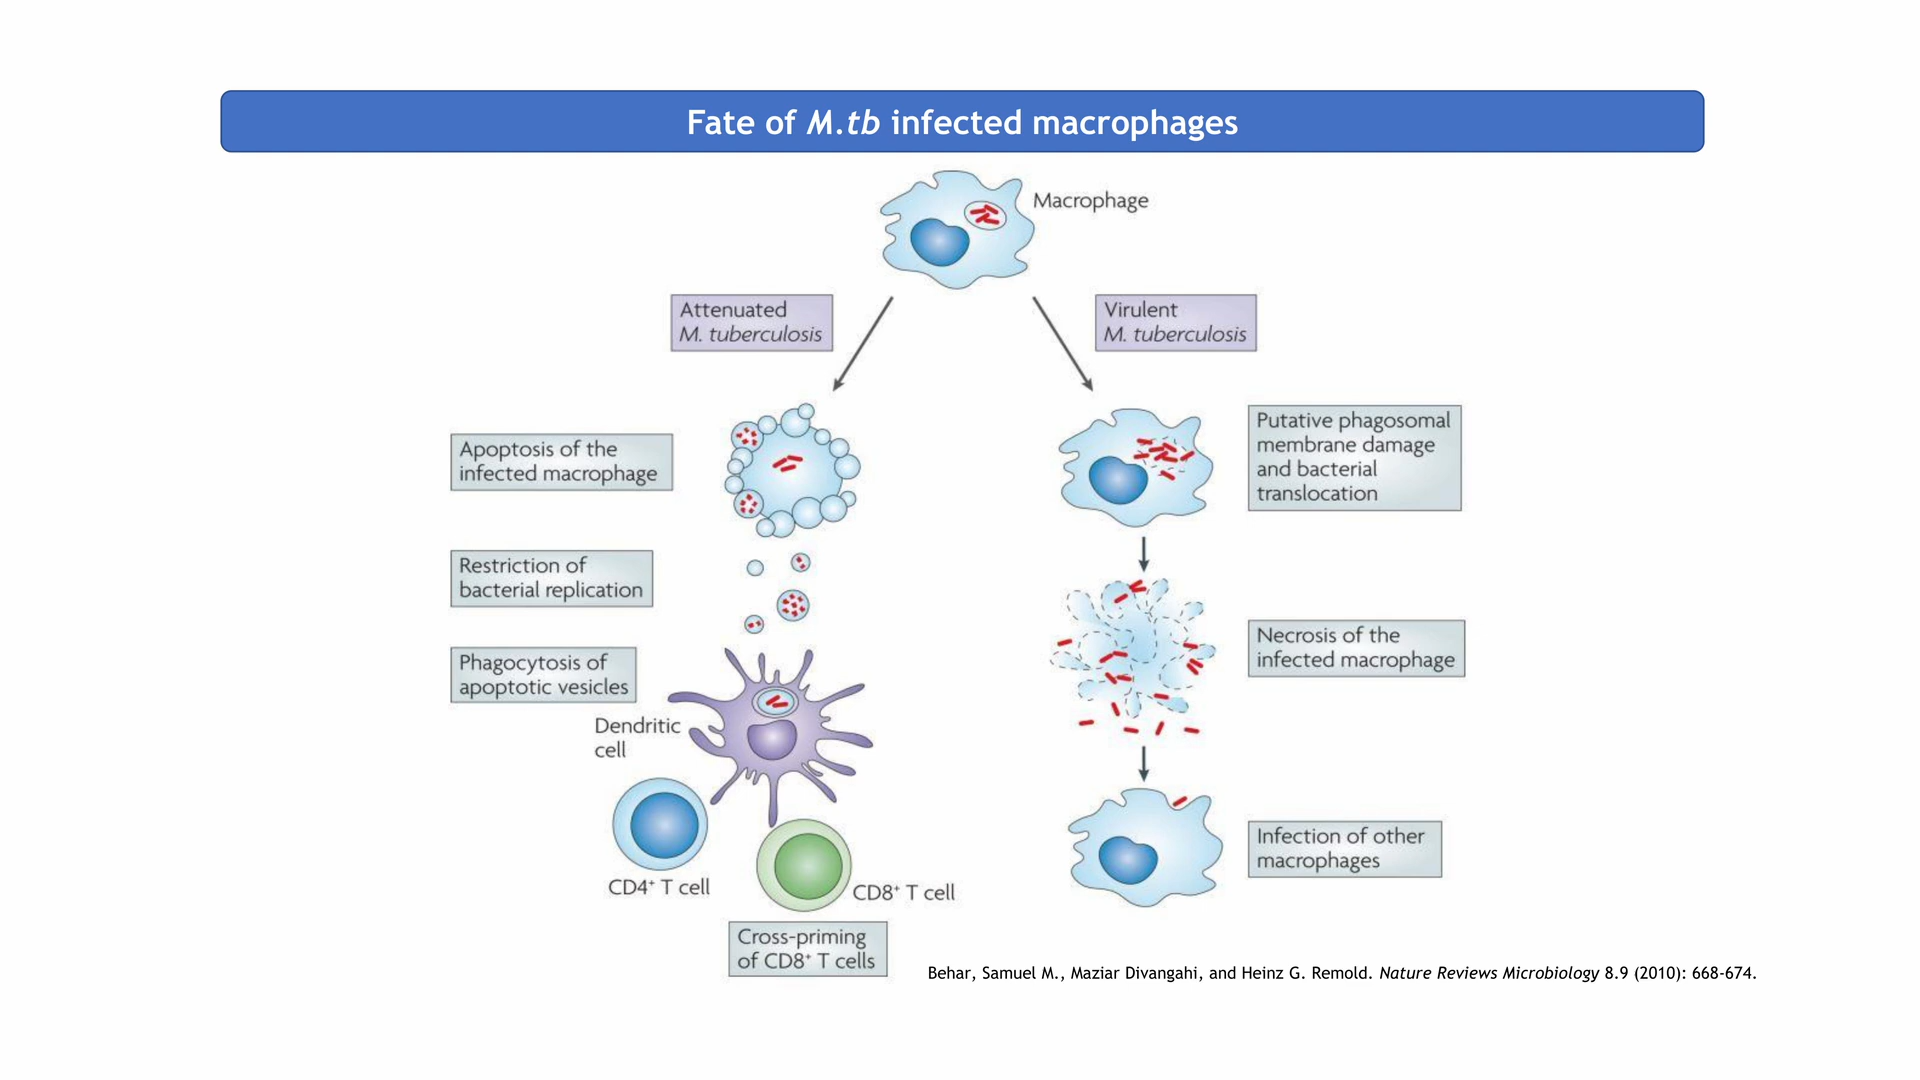 Fate of M.tb infected macrophages
Macrophage
Attenuated
M. tuberculosis
Virulent
M. tuberculosis
Apoptosis of the
infected macrophage
Putative phagosomal
membrane damage
and bacterial
translocation
Restriction of
bacterial replication
Necrosis of the
infected macrophage
Phagocytosis of
apoptotic vesicles
Dendritic
cell
CD4⁺ T cell
CD8⁺ T cell
Infection of other
macrophages
Cross-priming
of CD8⁺ T cells
Behar, Samuel M., Maziar Divangahi, and Heinz G. Remold. Nature Reviews Microbiology 8.9 (2010): 668-674.